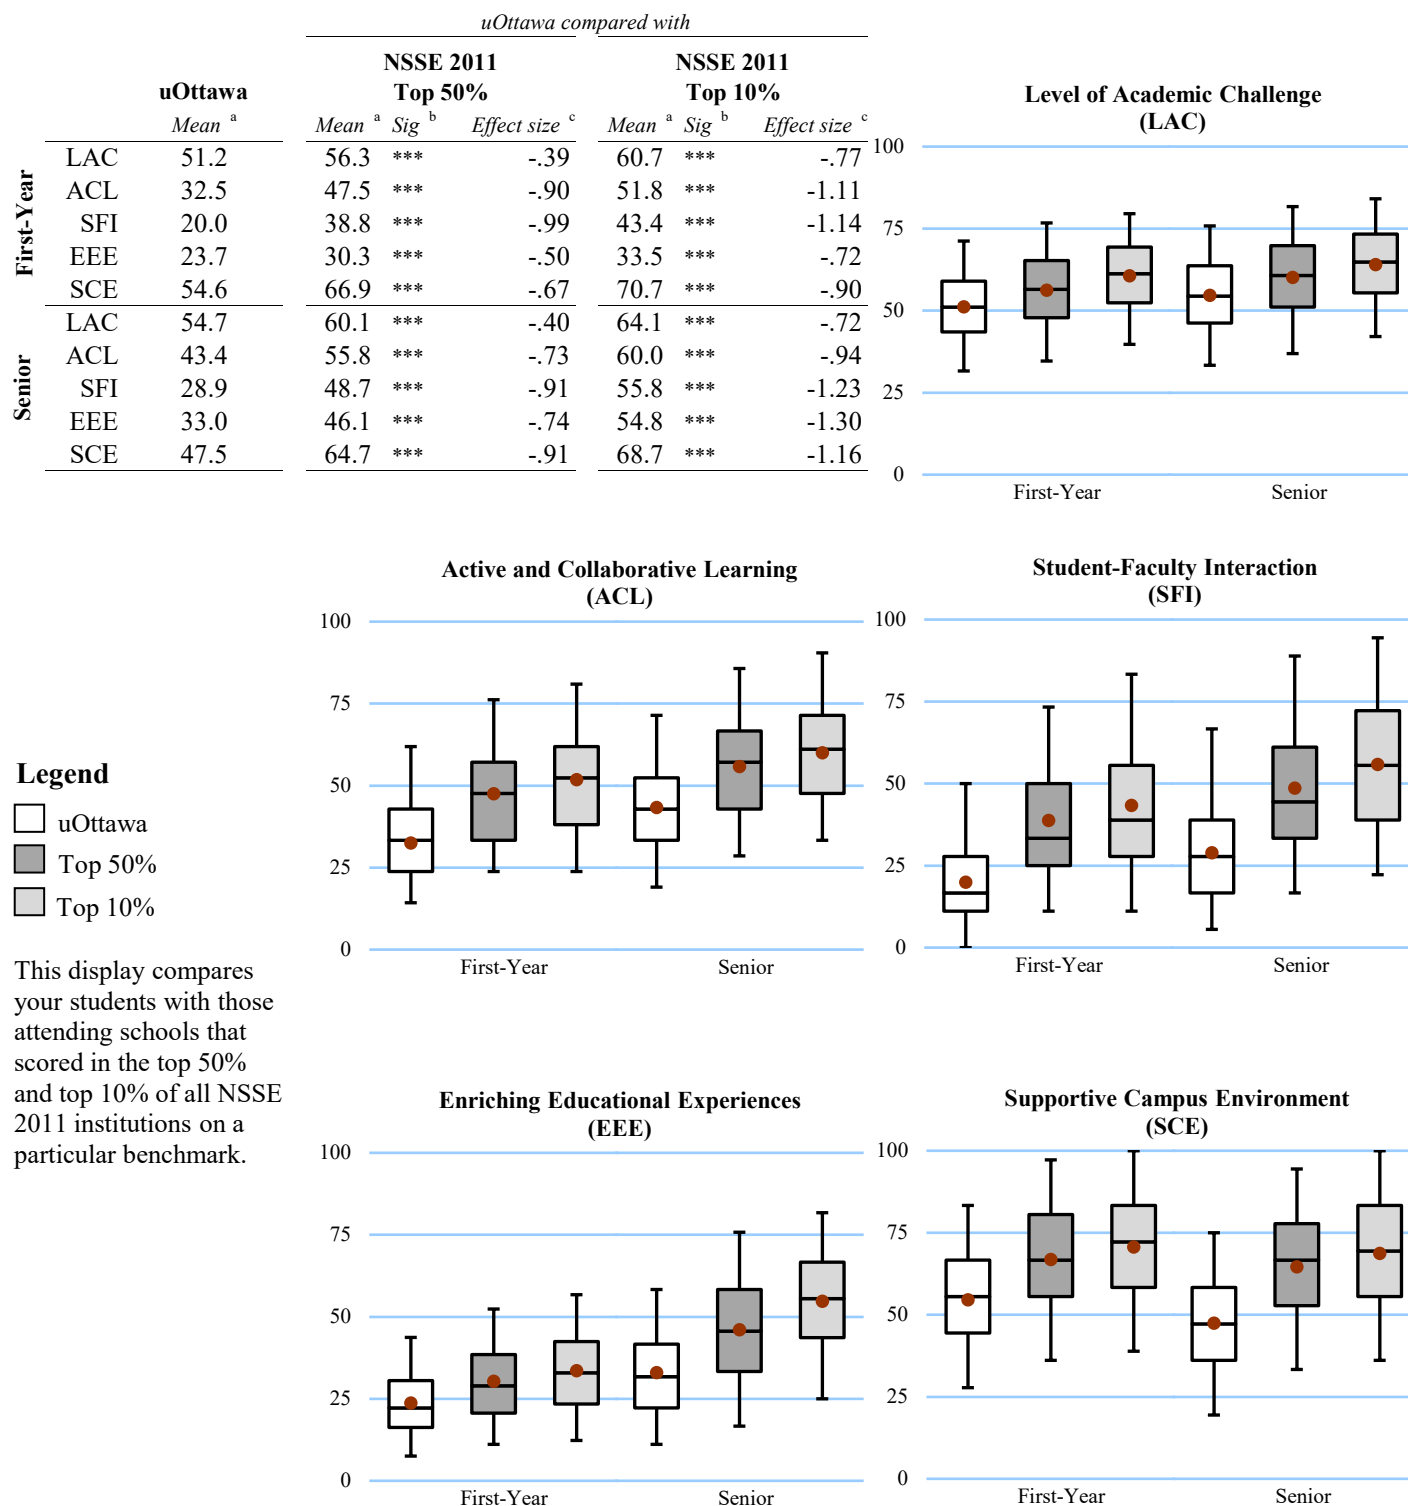 uOttawa compared with
NSSE 2011 NSSE 2011
uOttawa Top 50% Top 10%
Mean a Mean a Sig b Effect size c Mean a Sig b Effect size c
First-Year
LAC 51.2 56.3 *** -.39 60.7 *** -.77
ACL 32.5 47.5 *** -.90 51.8 *** -1.11
SFI 20.0 38.8 *** -.99 43.4 *** -1.14
EEE 23.7 30.3 *** -.50 33.5 *** -.72
SCE 54.6 66.9 *** -.67 70.7 *** -.90
Senior
LAC 54.7 60.1 *** -.40 64.1 *** -.72
ACL 43.4 55.8 *** -.73 60.0 *** -.94
SFI 28.9 48.7 *** -.91 55.8 *** -1.23
EEE 33.0 46.1 *** -.74 54.8 *** -1.30
SCE 47.5 64.7 *** -.91 68.7 *** -1.16
Level of Academic Challenge
(LAC)
100
75
50
25
0
First-Year Senior
Active and Collaborative Learning
(ACL)
100
75
50
25
0
First-Year Senior
Student-Faculty Interaction
(SFI)
100
75
50
25
0
First-Year Senior
Legend
uOttawa
Top 50%
Top 10%
This display compares
your students with those
attending schools that
scored in the top 50%
and top 10% of all NSSE
2011 institutions on a
particular benchmark.
Enriching Educational Experiences
(EEE)
100
75
50
25
0
First-Year Senior
Supportive Campus Environment
(SCE)
100
75
50
25
0
First-Year Senior